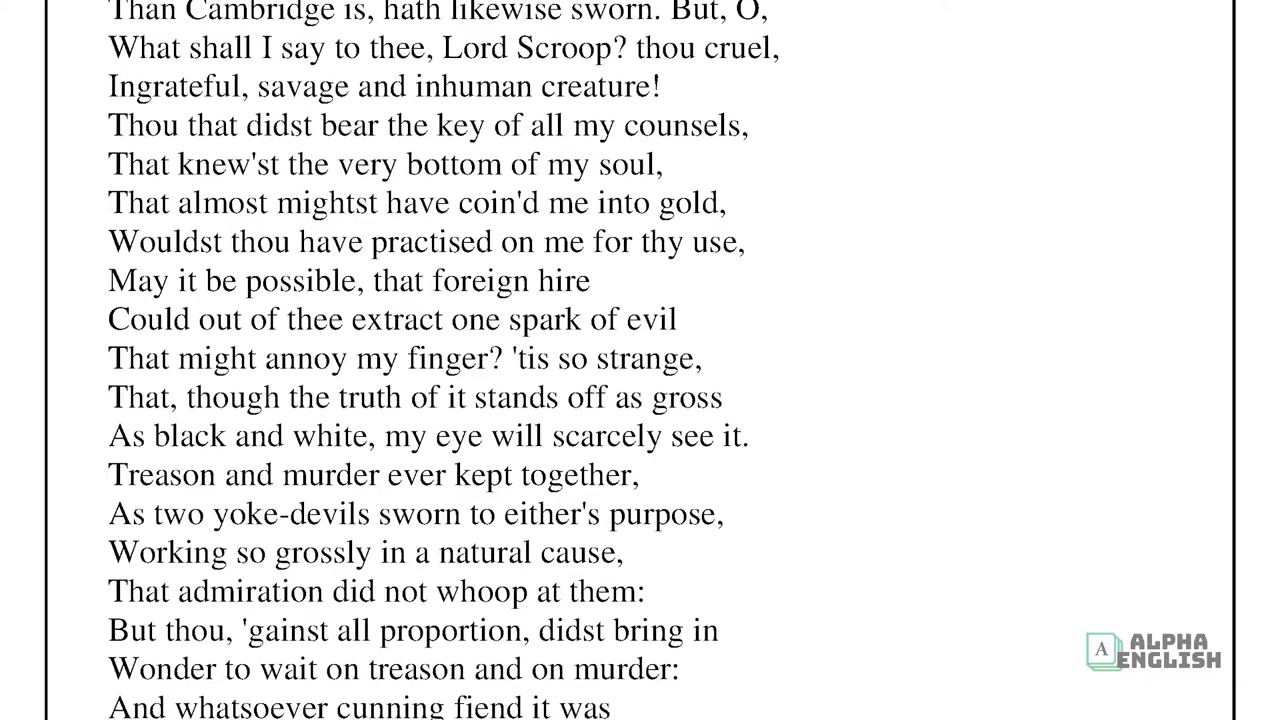 Than Cambridge is, hath likewise sworn. But, O,
What shall I say to thee, Lord Scroop? thou cruel,
Ingrateful, savage and inhuman creature!
Thou that didst bear the key of all my counsels,
That knew'st the very bottom of my soul,
That almost mightst have coin'd me into gold,
Wouldst thou have practised on me for thy use,
May it be possible, that foreign hire
Could out of thee extract one spark of evil
That might annoy my finger? 'tis so strange,
That, though the truth of it stands off as gross
As black and white, my eye will scarcely see it.
Treason and murder ever kept together,
As two yoke-devils sworn to either's purpose,
Working so grossly in a natural cause,
That admiration did not whoop at them:
But thou, 'gainst all proportion, didst bring in
Wonder to wait on treason and on murder:
And whatsoever cunning fiend it was
A ALPHA
ENGLISH